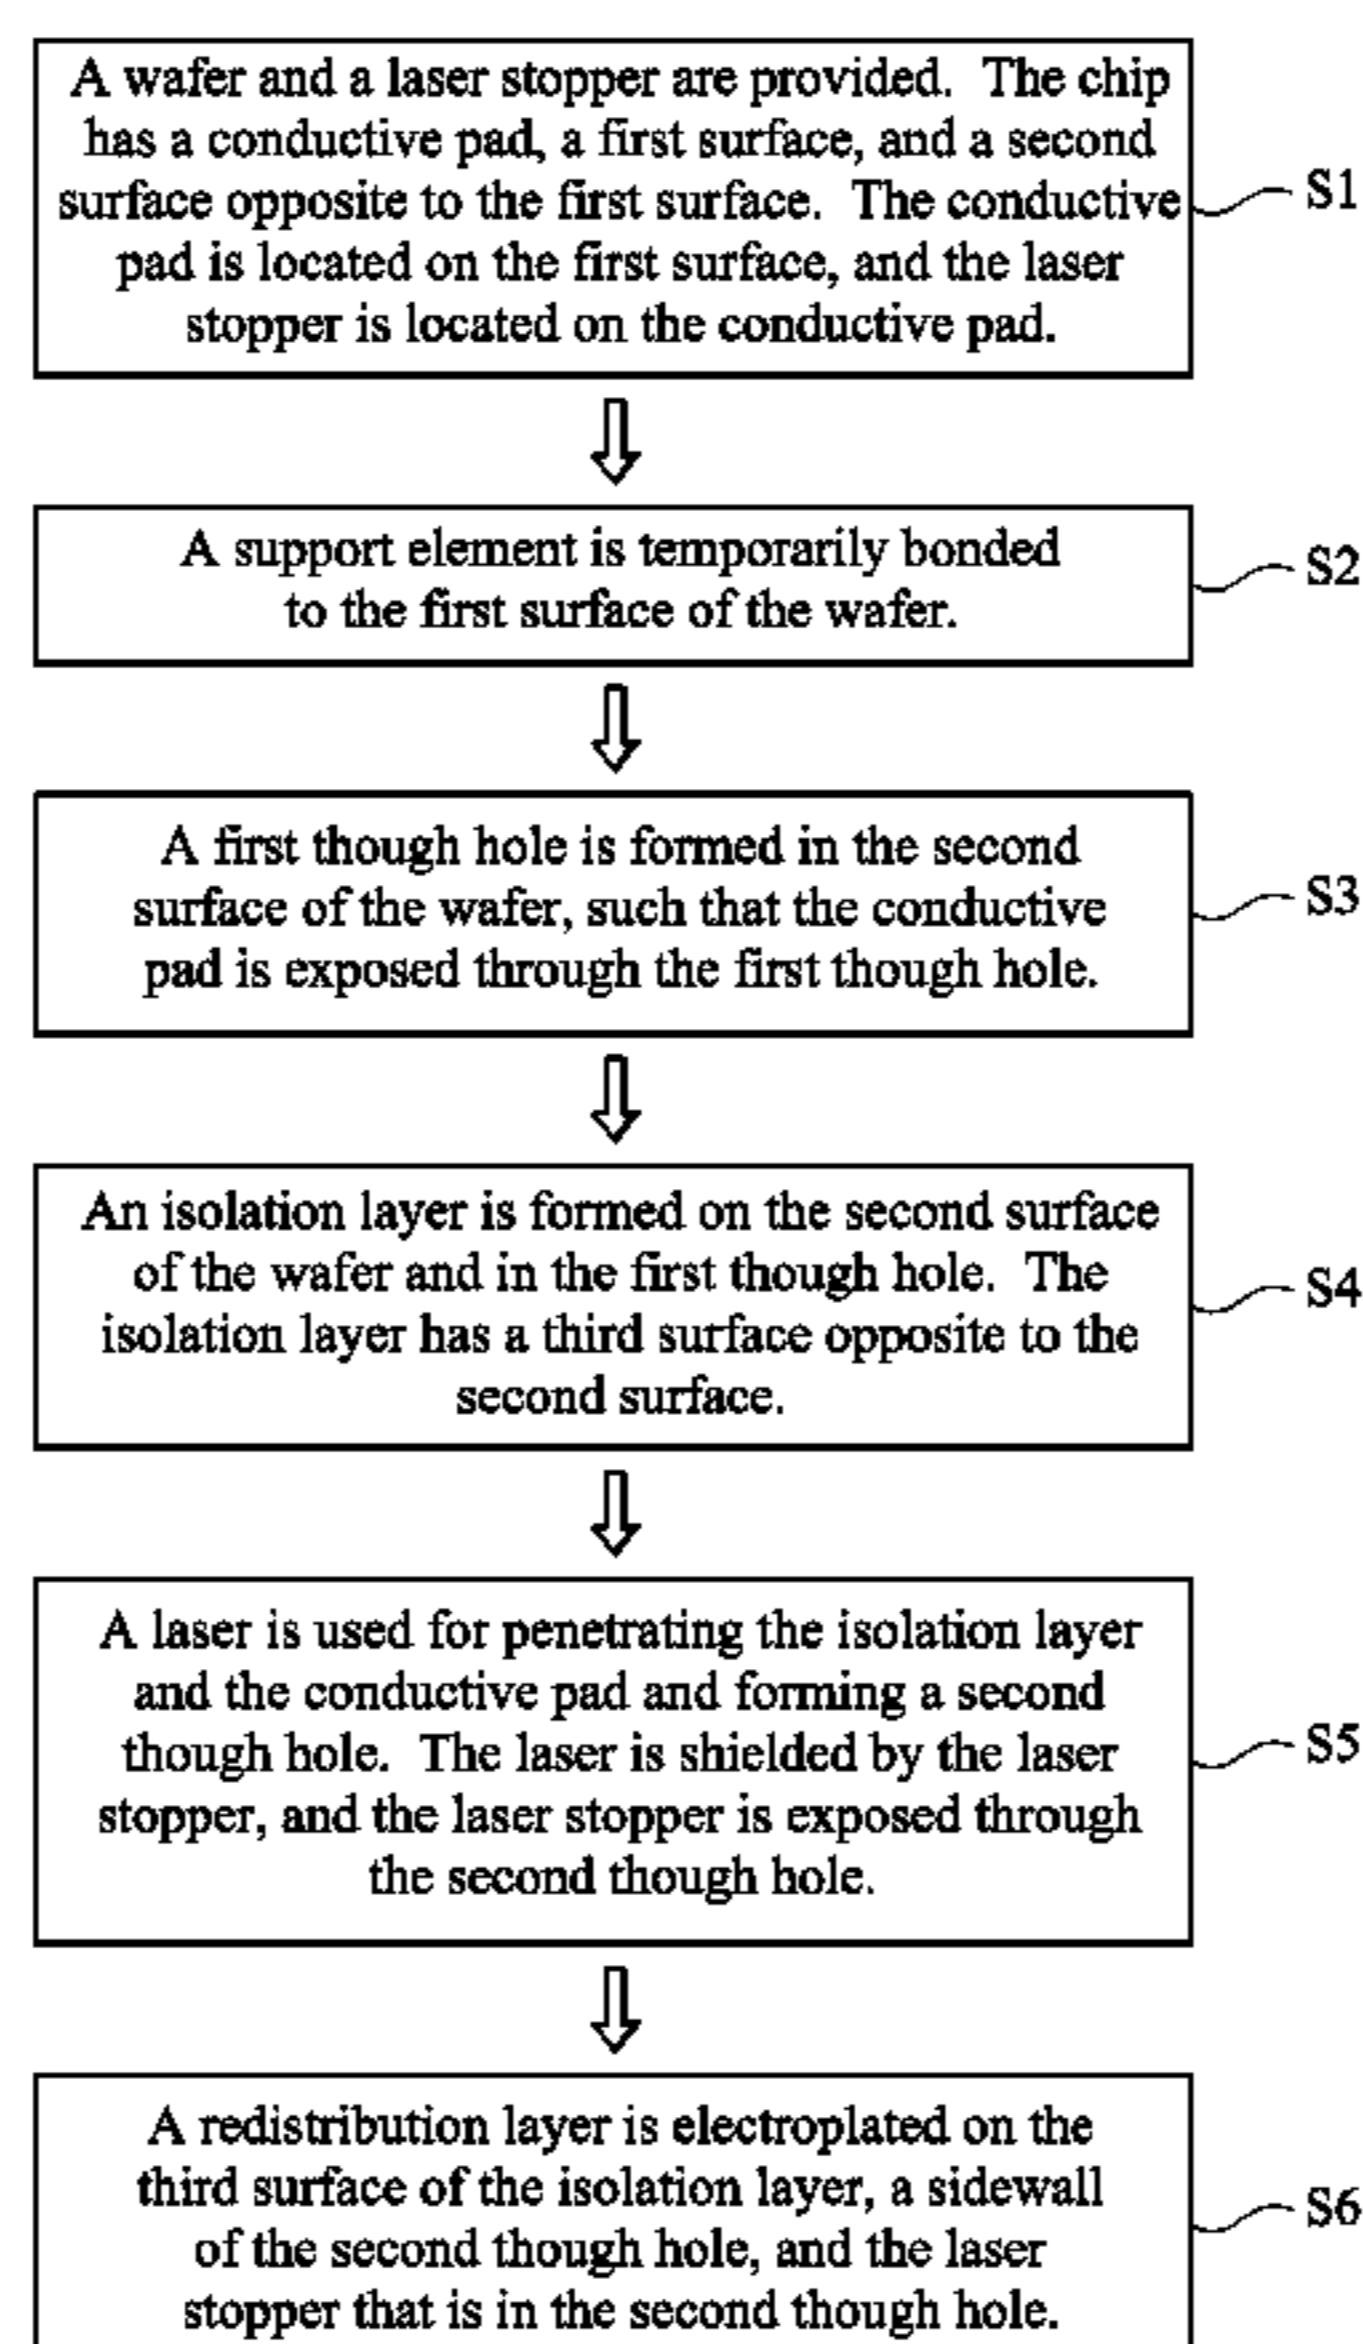 A wafer and a laser stopper are provided. The chip
has a conductive pad, a first surface, and a second
surface opposite to the first surface. The conductive
pad is located on the first surface, and the laser
stopper is located on the conductive pad.
S1
A support element is temporarily bonded
to the first surface of the wafer.
S2
A first though hole is formed in the second
surface of the wafer, such that the conductive
pad is exposed through the first though hole.
S3
An isolation layer is formed on the second surface
of the wafer and in the first though hole. The
isolation layer has a third surface opposite to the
second surface.
S4
A laser is used for penetrating the isolation layer
and the conductive pad and forming a second
though hole. The laser is shielded by the laser
stopper, and the laser stopper is exposed through
the second though hole.
S5
A redistribution layer is electroplated on the
third surface of the isolation layer, a sidewall
of the second though hole, and the laser
stopper that is in the second though hole.
S6